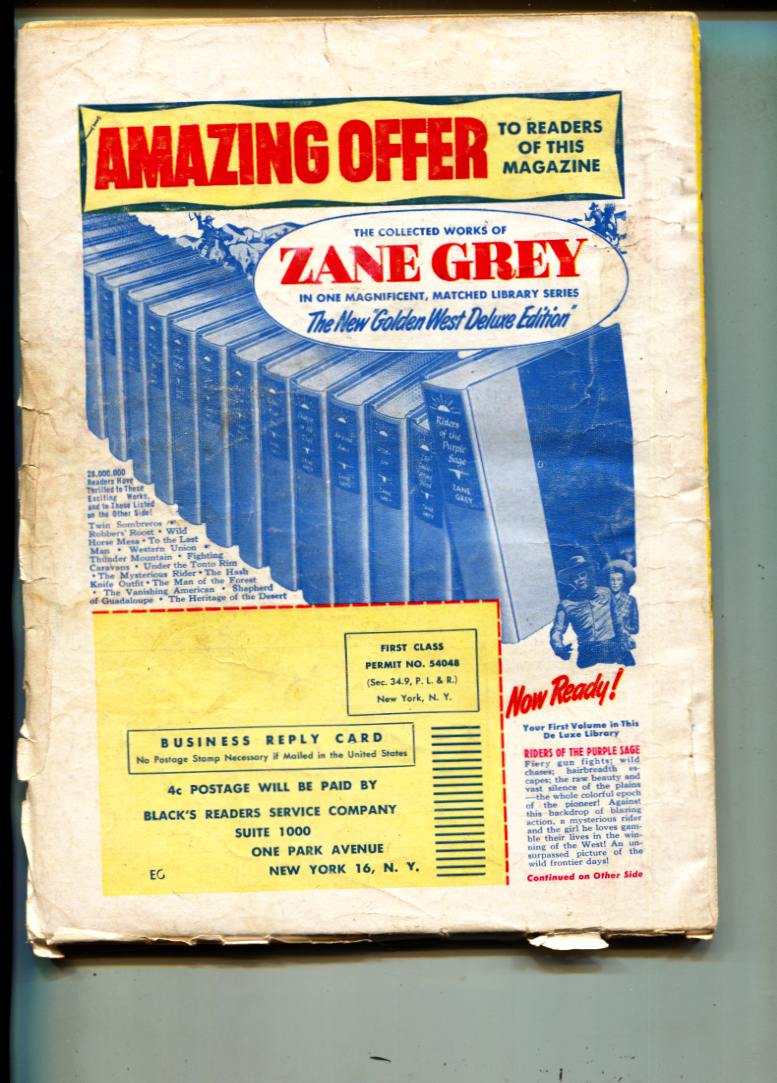 AMAZING OFFER
TO READERS
OF THIS
MAGAZINE
THE COLLECTED WORKS OF
ZANE GREY
IN ONE MAGNIFICENT, MATCHED LIBRARY SERIES
The New "Golden West Deluxe Edition"
Riders
of the
Purple
Sage
ZANE
GREY
28,000,000
Readers Have
Thrilled to These
Exciting Works,
and to Those Listed
on the Other Side!
Twin Sombreros •
Robbers' Roost • Wild
Horse Mesa • To the Last
Man • Western Union •
Thunder Mountain • Fighting
Caravans • Under the Tonto Rim
• The Mysterious Rider • The Hash
Knife Outfit • The Man of the Forest
• The Vanishing American • Shepherd
of Guadaloupe • The Heritage of the Desert
FIRST CLASS
PERMIT NO. 54048
(Sec. 34.9, P. L. & R.)
New York, N. Y.
BUSINESS REPLY CARD
No Postage Stamp Necessary if Mailed in the United States
4c POSTAGE WILL BE PAID BY
BLACK'S READERS SERVICE COMPANY
SUITE 1000
ONE PARK AVENUE
NEW YORK 16, N. Y.
EG
Now Ready!
Your First Volume in This
De Luxe Library
RIDERS OF THE PURPLE SAGE
Fiery gun fights; wild
chases; hairbreadth es-
capes; the raw beauty and
vast silence of the plains
—the whole colorful epoch
of the pioneer! Against
this backdrop of blazing
action, a mysterious rider
and the girl he loves gam-
ble their lives in the win-
ning of the West! An un-
surpassed picture of the
wild frontier days!
Continued on Other Side